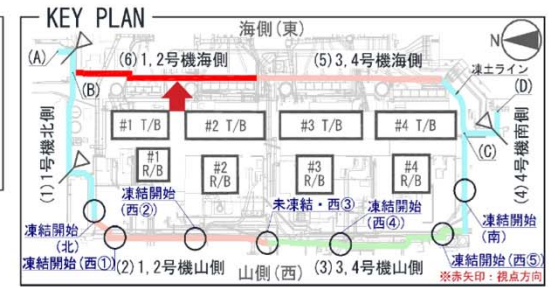 KEY PLAN
海側(東)
N
(A)
(6)1,2号機海側
(5)3,4号機海側
凍土ライン
(B)
(D)
#1 T/B
#2 T/B
#3 T/B
#4 T/B
(C)
(1)1号機北側
#1
R/B
#2
R/B
#3
R/B
#4
R/B
(4)4号機南側
凍結開始
(西②)
未凍結・西③
凍結開始
(西④)
凍結開始
(北)
凍結開始
(南)
凍結開始(西①)
(2)1,2号機山側
山側(西)
(3)3,4号機山側
凍結開始
(西⑤)
※赤矢印：視点方向